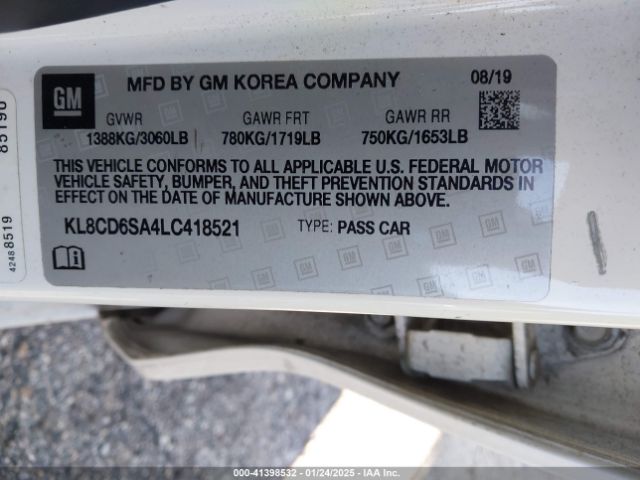 GM
MFD BY GM KOREA COMPANY
08/19
GVWR GAWR FRT GAWR RR
1388KG/3060LB 780KG/1719LB 750KG/1653LB
THIS VEHICLE CONFORMS TO ALL APPLICABLE U.S. FEDERAL MOTOR
VEHICLE SAFETY, BUMPER, AND THEFT PREVENTION STANDARDS IN
EFFECT ON THE DATE OF MANUFACTURE SHOWN ABOVE.
KL8CD6SA4LC418521 TYPE: PASS CAR
42488519
85190
000-41398532 - 01/24/2025 - IAA Inc.